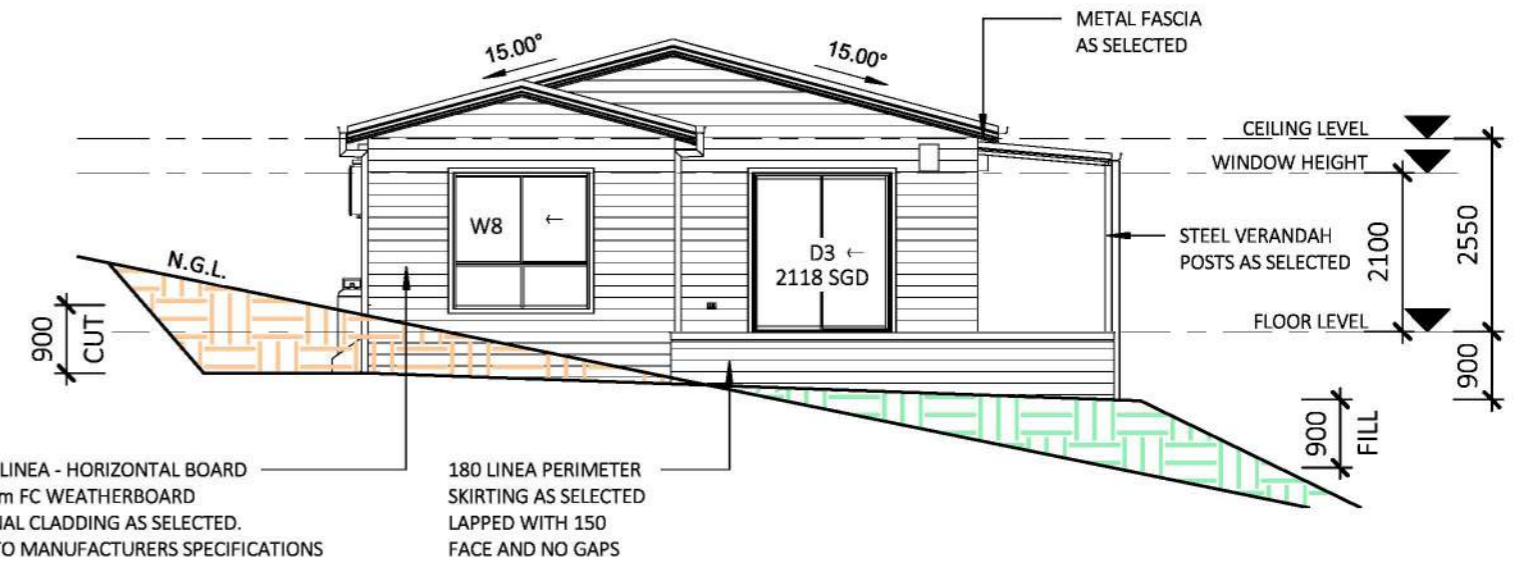 METAL FASCIA
AS SELECTED
15.00°
15.00°
CEILING LEVEL
WINDOW HEIGHT
W8
←
D3 ←
2118 SGD
STEEL VERANDAH
POSTS AS SELECTED
2100
2550
N.G.L.
900
CUT
FLOOR LEVEL
900
900
FILL
LINEA - HORIZONTAL BOARD
m FC WEATHERBOARD
NAL CLADDING AS SELECTED.
TO MANUFACTURERS SPECIFICATIONS
180 LINEA PERIMETER
SKIRTING AS SELECTED
LAPPED WITH 150
FACE AND NO GAPS